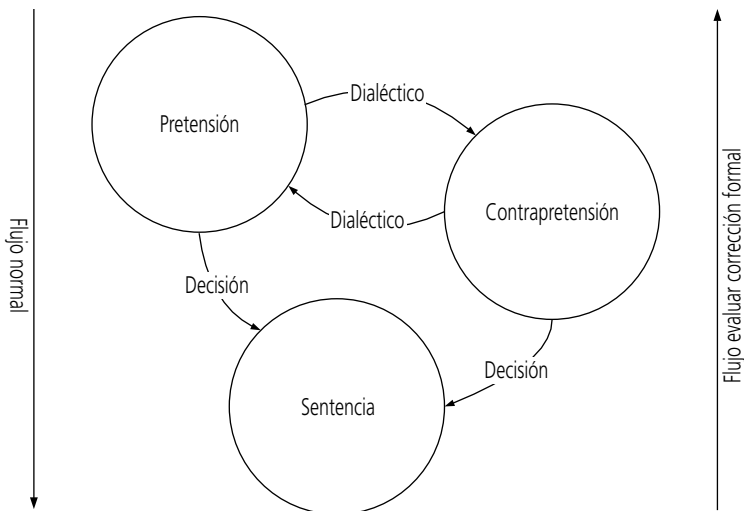 Dialéctico
Pretensión
Contrapretensión
Dialéctico
Decisión
Decisión
Sentencia
Flujo normal
Flujo evaluar corrección formal